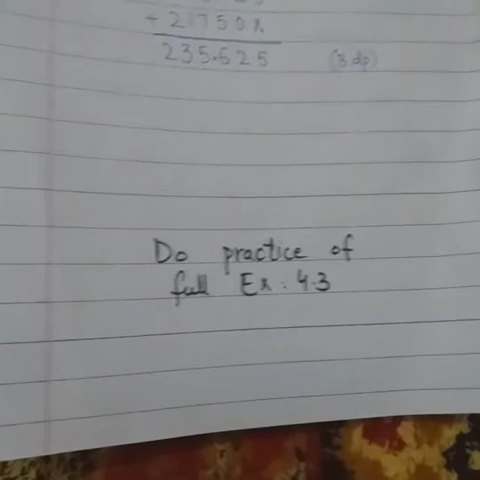 + 21750x
235.625 (3 dp)
Do practice of
full Ex: 4.3